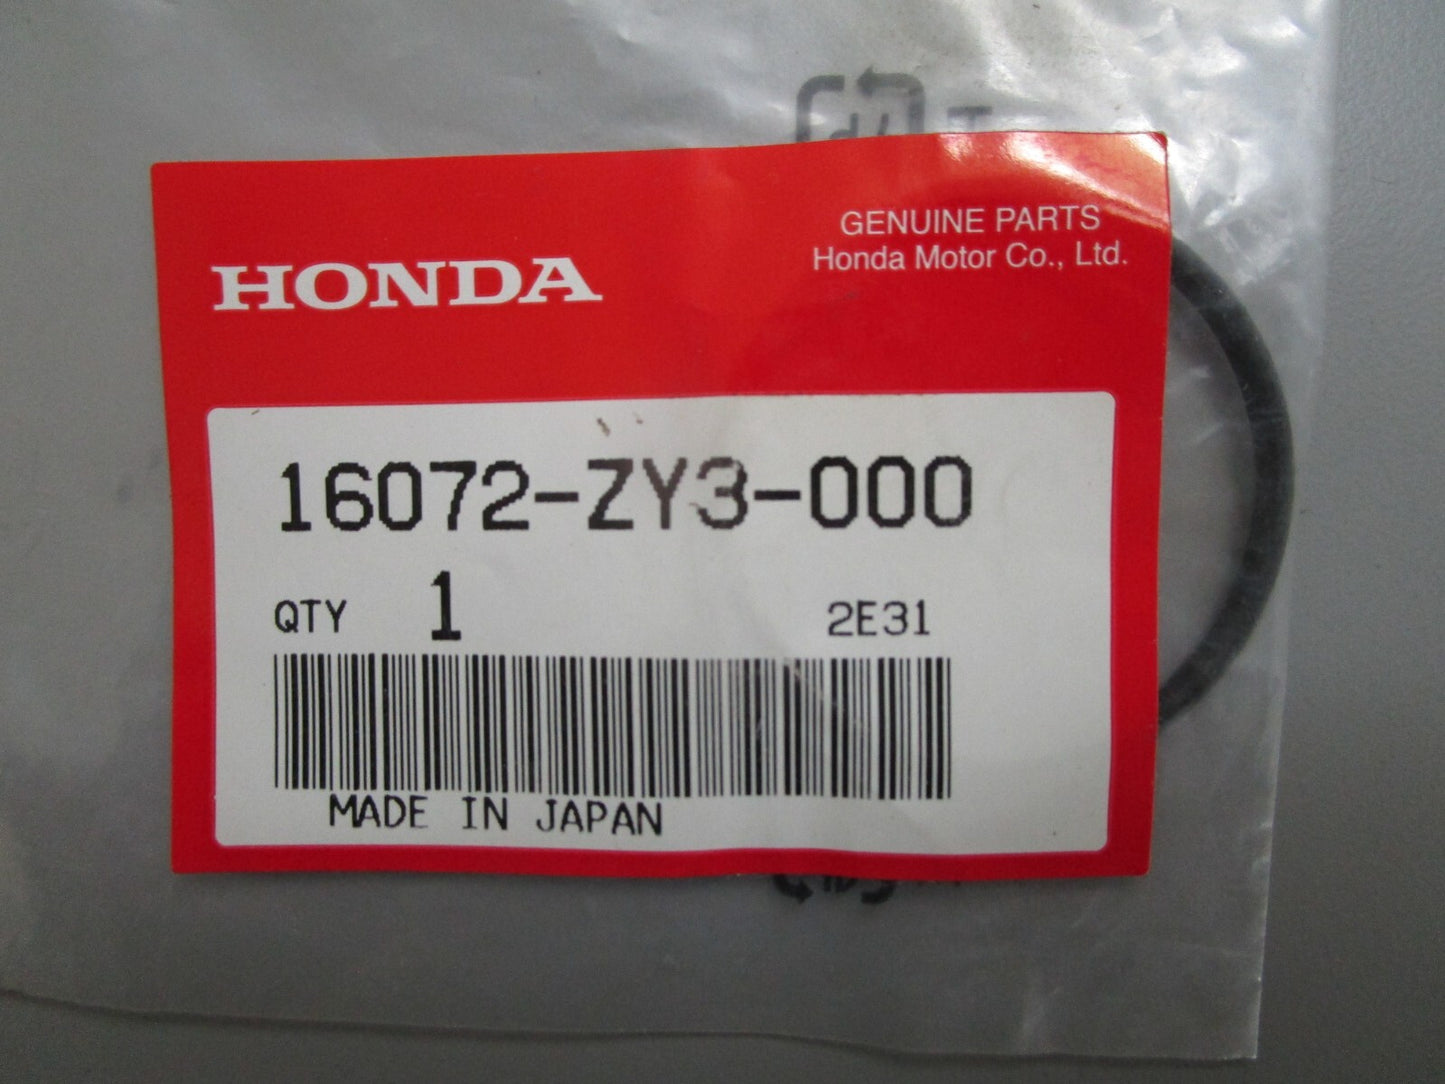 HONDA
GENUINE PARTS
Honda Motor Co., Ltd.
16072-ZY3-000
QTY 1 2E31
MADE IN JAPAN